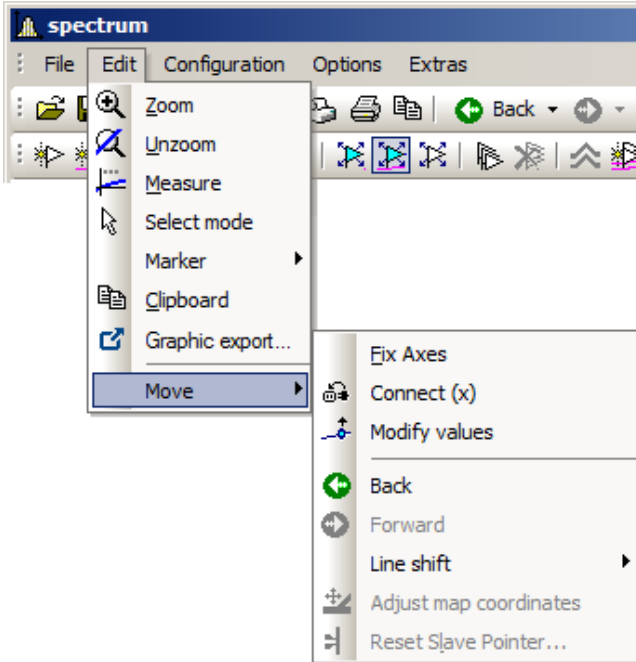 spectrum
File Edit Configuration Options Extras
Back
Zoom
Unzoom
Measure
Select mode
Marker
Clipboard
Graphic export...
Move
Fix Axes
Connect (x)
Modify values
Back
Forward
Line shift
Adjust map coordinates
Reset Slave Pointer...